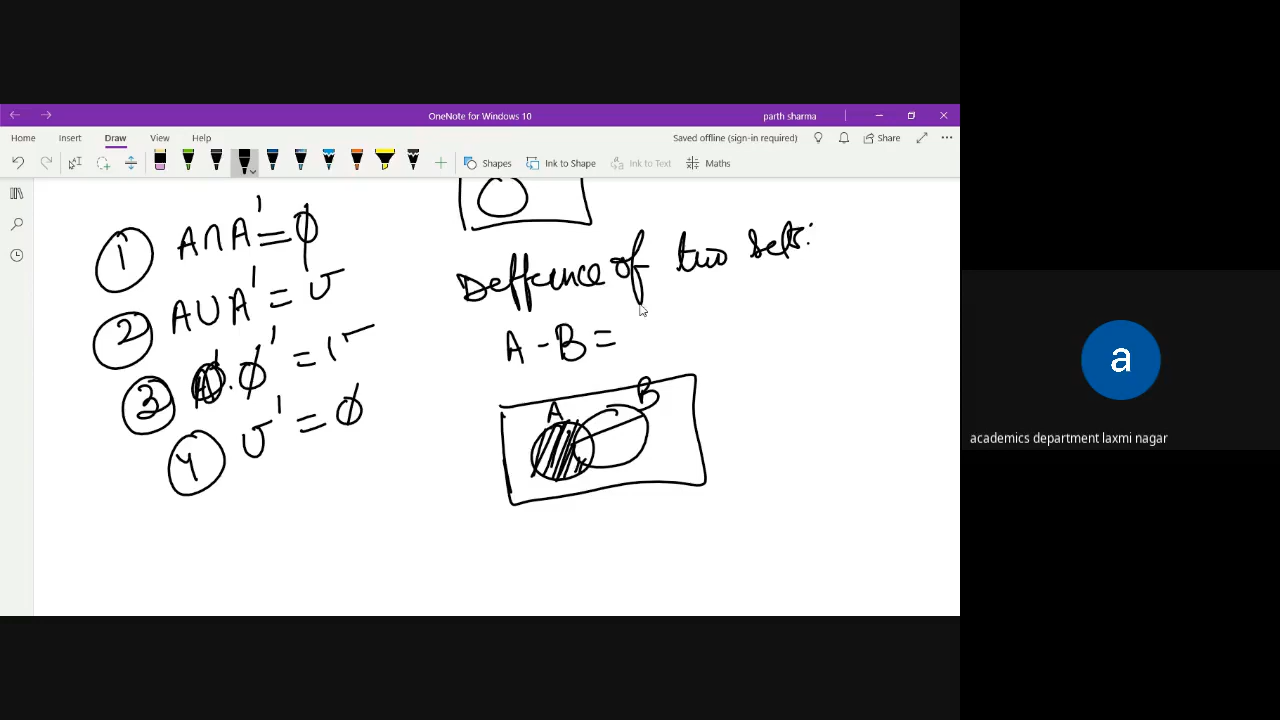 OneNote for Windows 10
parth sharma
Home Insert Draw View Help
Saved offline (sign-in required)
Share
Shapes
Ink to Shape
Ink to Text
Maths
① A∩A' = φ
② A∪A' = U
③ φ' = U
④ U' = φ
Deffernce of two sets:
A - B =
A B
a
academics department laxmi nagar